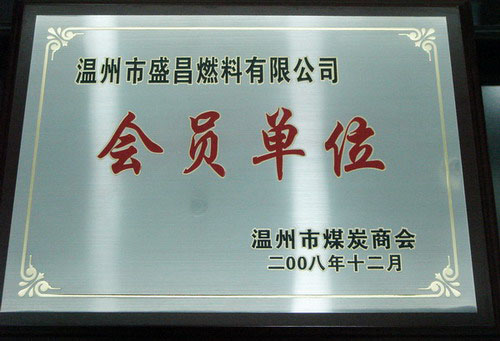 温州市盛昌燃料有限公司
会员单位
温州市煤炭商会
二00八年十二月